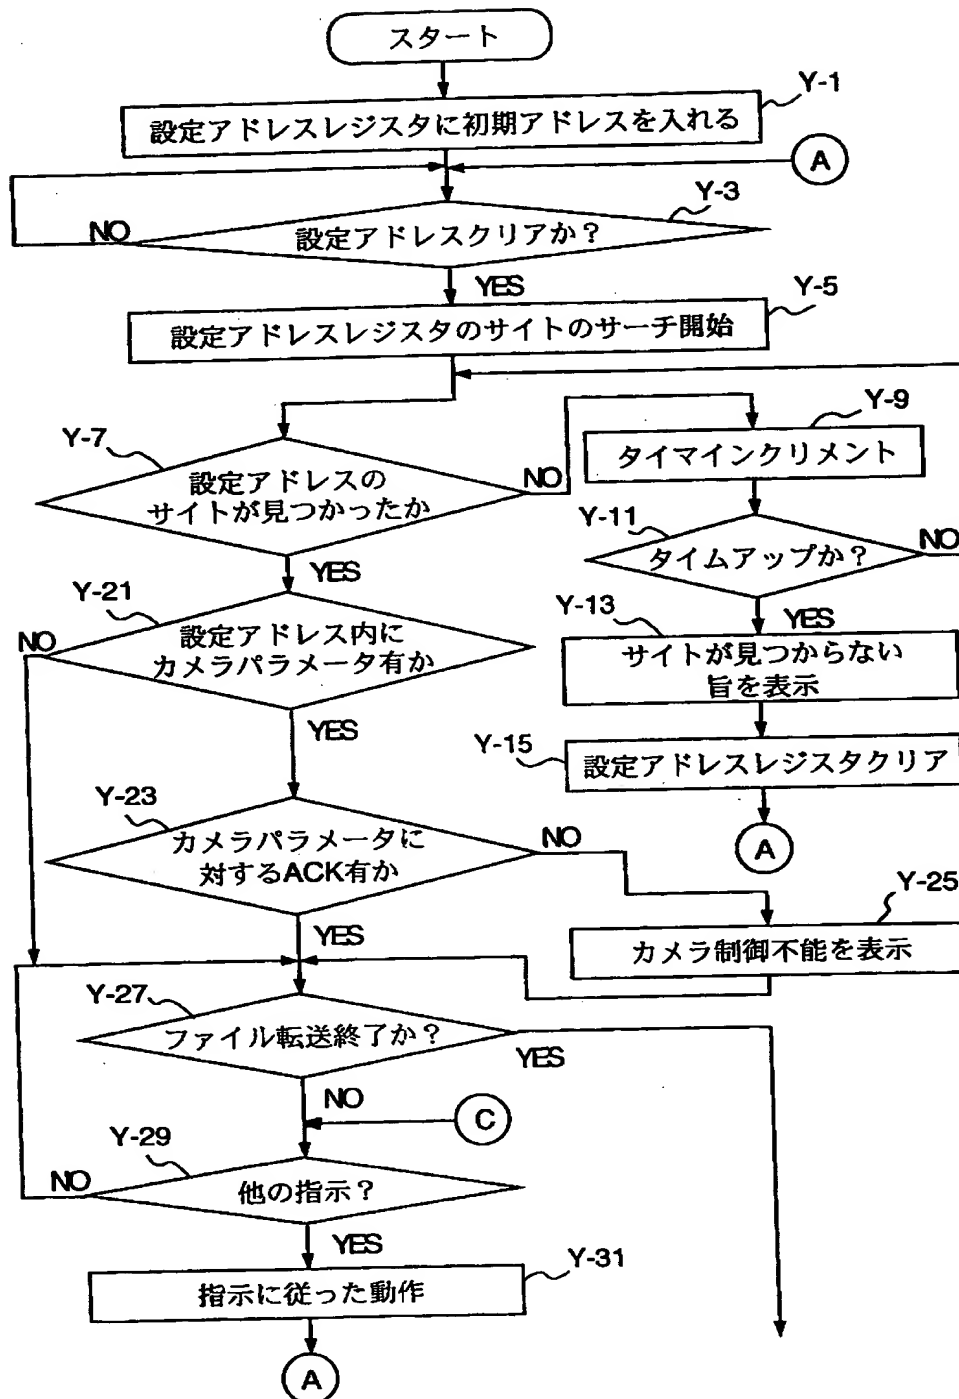 スタート
Y-1
設定アドレスレジスタに初期アドレスを入れる
A
Y-3
NO
設定アドレスクリアか？
YES
Y-5
設定アドレスレジスタのサイトのサーチ開始
Y-7
設定アドレスの
サイトが見つかったか
NO
YES
Y-9
タイマインクリメント
Y-11
タイムアップか？
NO
YES
Y-13
サイトが見つからない
旨を表示
Y-15
設定アドレスレジスタクリア
A
Y-21
NO
設定アドレス内に
カメラパラメータ有か
YES
Y-23
カメラパラメータに
対するACK有か
NO
YES
Y-25
カメラ制御不能を表示
Y-27
ファイル転送終了か？
YES
NO
C
Y-29
NO
他の指示？
YES
Y-31
指示に従った動作
A